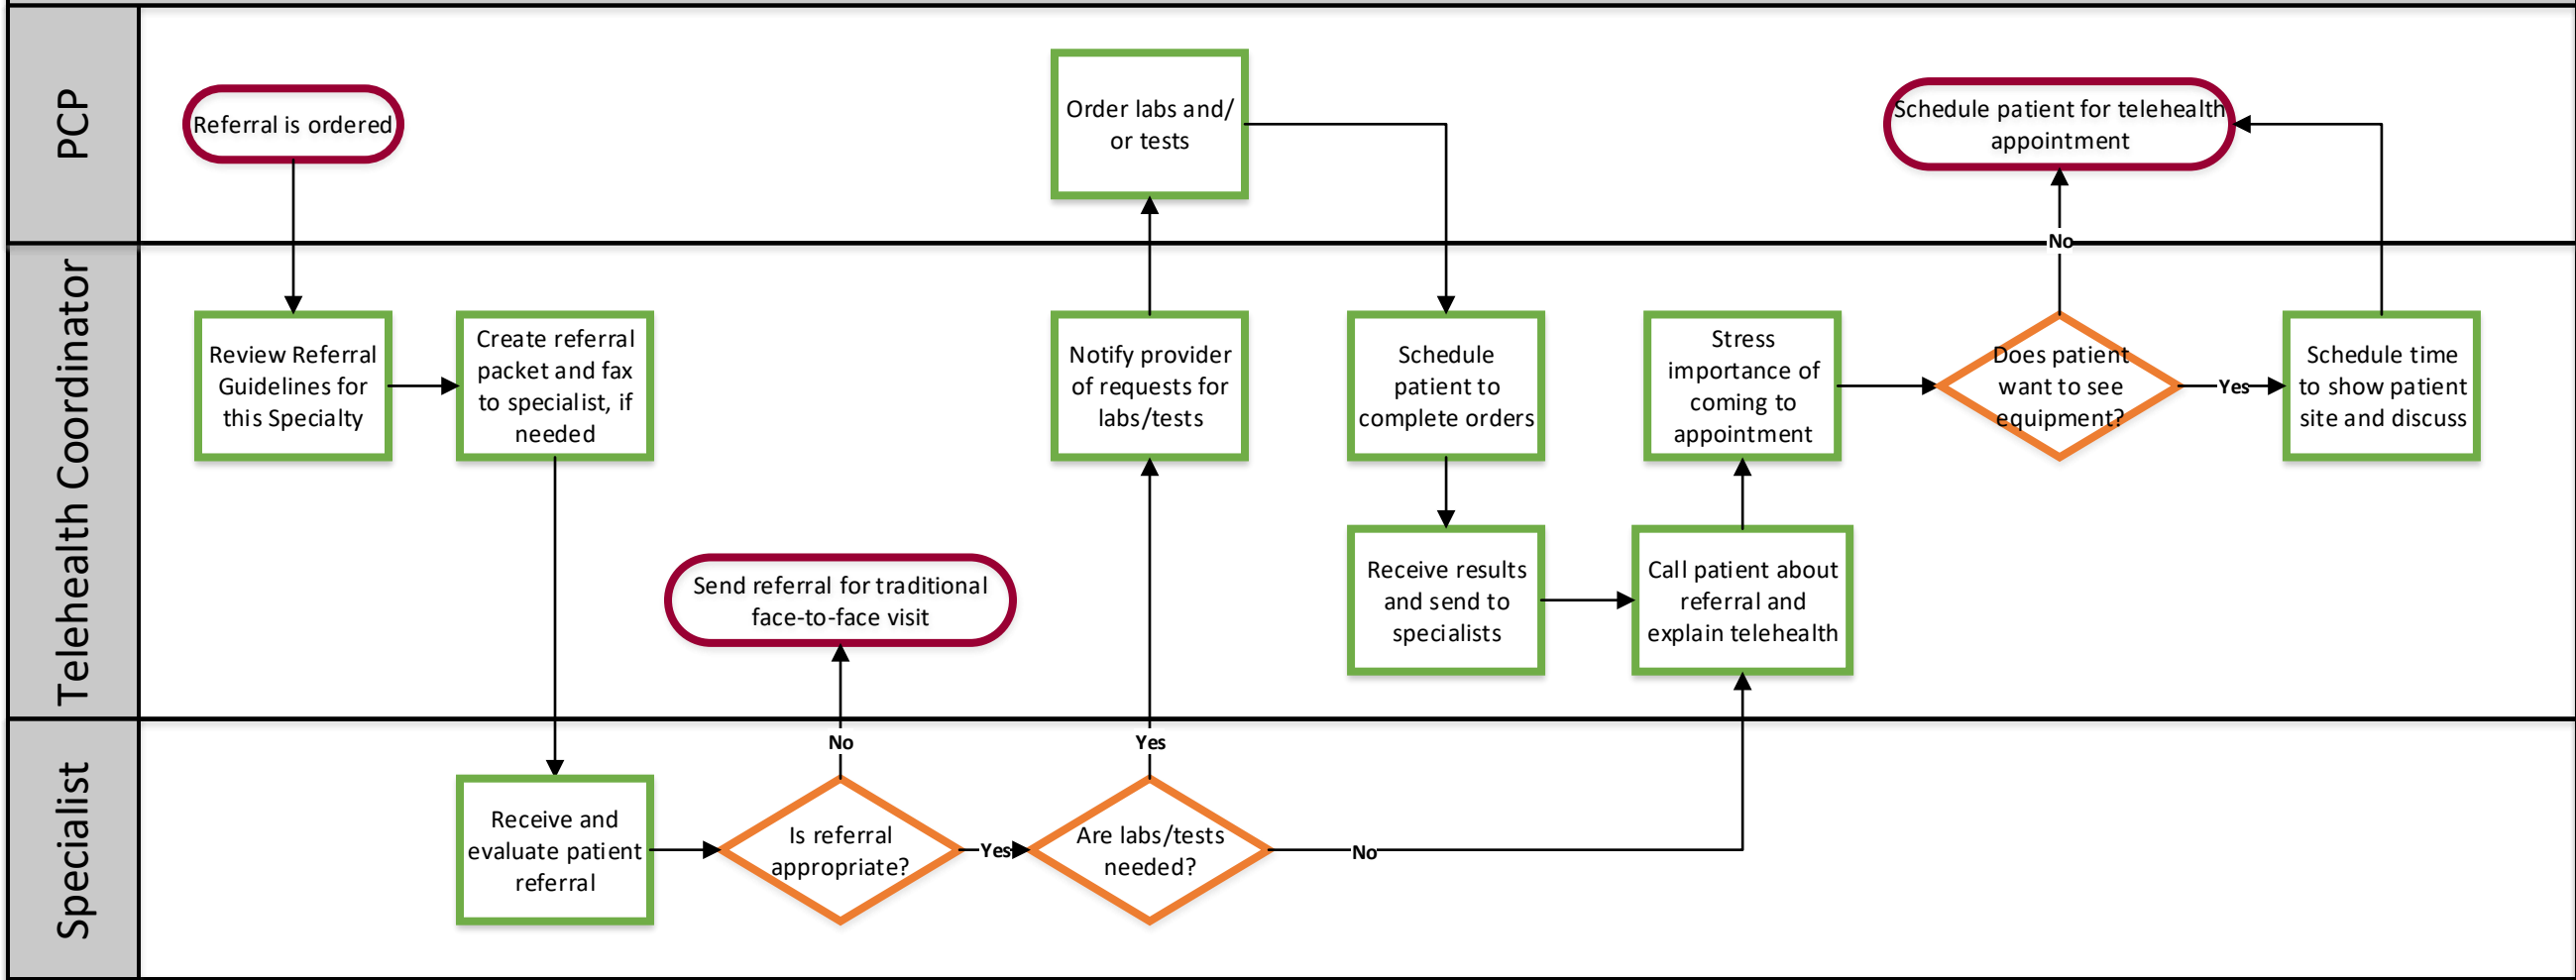 PCP
Referral is ordered
Order labs and/
or tests
Schedule patient for telehealth
appointment
No
Telehealth Coordinator
Review Referral
Guidelines for
this Specialty
Create referral
packet and fax
to specialist, if
needed
Notify provider
of requests for
labs/tests
Schedule
patient to
complete orders
Stress
importance of
coming to
appointment
Does patient
want to see
equipment?
Yes
Schedule time
to show patient
site and discuss
Send referral for traditional
face-to-face visit
Receive results
and send to
specialists
Call patient about
referral and
explain telehealth
Specialist
No
Yes
Receive and
evaluate patient
referral
Is referral
appropriate?
Yes
Are labs/tests
needed?
No